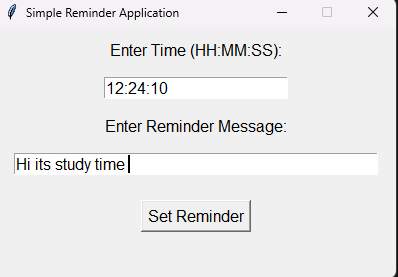 Simple Reminder Application
Enter Time (HH:MM:SS):
12:24:10
Enter Reminder Message:
Hi its study time
Set Reminder